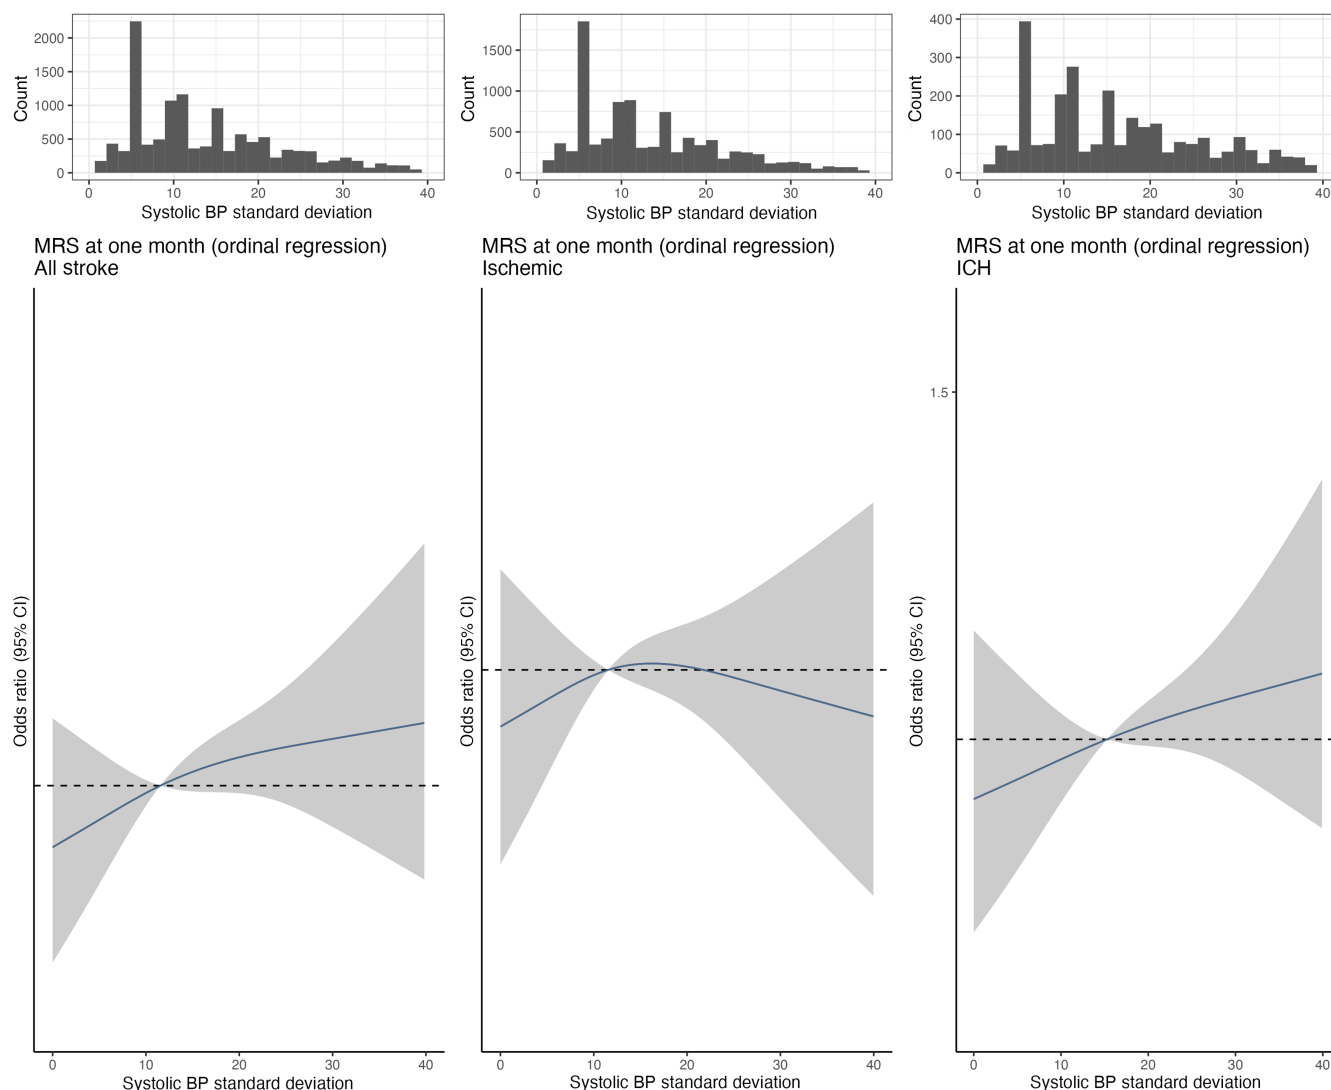 Count
2000
1500
1000
500
0
0 10 20 30 40
Systolic BP standard deviation
Count
1500
1000
500
0
0 10 20 30 40
Systolic BP standard deviation
Count
400
300
200
100
0
0 10 20 30 40
Systolic BP standard deviation
MRS at one month (ordinal regression)
All stroke
Odds ratio (95% CI)
0 10 20 30 40
Systolic BP standard deviation
MRS at one month (ordinal regression)
Ischemic
Odds ratio (95% CI)
0 10 20 30 40
Systolic BP standard deviation
MRS at one month (ordinal regression)
ICH
1.5
Odds ratio (95% CI)
0 10 20 30 40
Systolic BP standard deviation